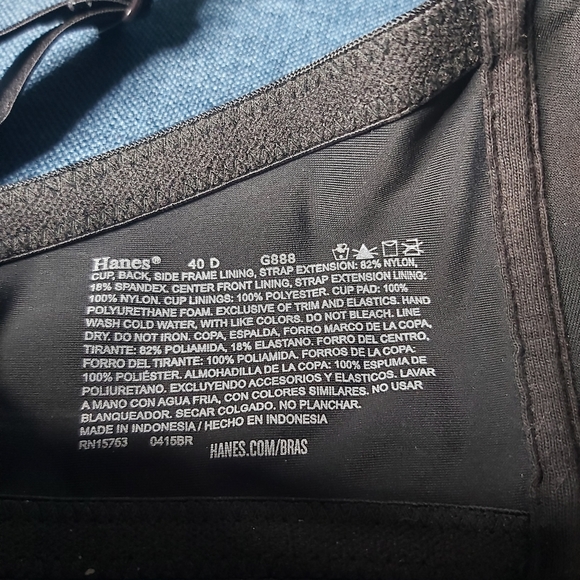 Hanes® 40 D G888
CUP, BACK, SIDE FRAME LINING, STRAP EXTENSION: 82% NYLON,
18% SPANDEX. CENTER FRONT LINING, STRAP EXTENSION LINING:
100% NYLON. CUP LININGS: 100% POLYESTER. CUP PAD: 100%
POLYURETHANE FOAM. EXCLUSIVE OF TRIM AND ELASTICS. HAND
WASH COLD WATER, WITH LIKE COLORS. DO NOT BLEACH. LINE
DRY. DO NOT IRON. COPA, ESPALDA, FORRO MARCO DE LA COPA,
TIRANTE: 82% POLIAMIDA, 18% ELASTANO. FORRO DEL CENTRO,
FORRO DEL TIRANTE: 100% POLIAMIDA. FORROS DE LA COPA:
100% POLIÉSTER. ALMOHADILLA DE LA COPA: 100% ESPUMA DE
POLIURETANO. EXCLUYENDO ACCESORIOS Y ELASTICOS. LAVAR
A MANO CON AGUA FRIA, CON COLORES SIMILARES. NO USAR
BLANQUEADOR. SECAR COLGADO. NO PLANCHAR.
MADE IN INDONESIA / HECHO EN INDONESIA
RN15763 0415BR HANES.COM/BRAS